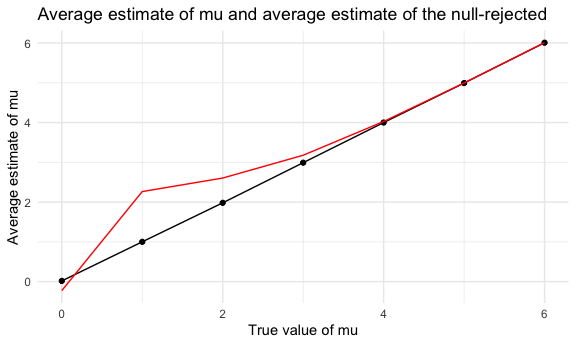 Average estimate of mu and average estimate of the null-rejected
Average estimate of mu
6
4
2
0
0
2
4
6
True value of mu